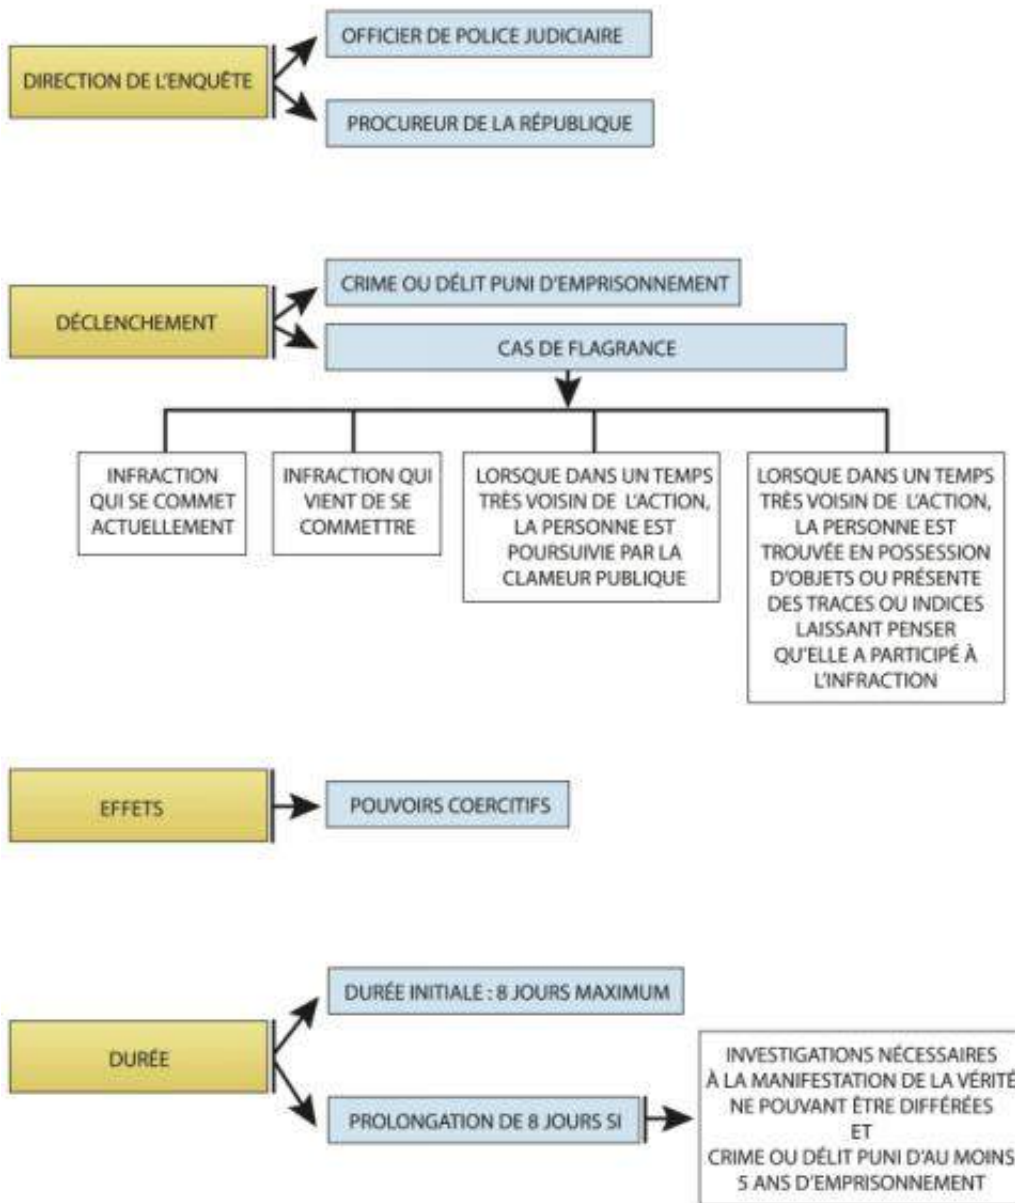 DIRECTION DE L'ENQUÊTE
OFFICIER DE POLICE JUDICIAIRE
PROCUREUR DE LA RÉPUBLIQUE
DÉCLENCHEMENT
CRIME OU DÉLIT PUNI D'EMPRISONNEMENT
CAS DE FLAGRANCE
INFRACTION
QUI SE COMMET
ACTUELLEMENT
INFRACTION QUI
VIENT DE SE
COMMETTRE
LORSQUE DANS UN TEMPS
TRÈS VOISIN DE L'ACTION,
LA PERSONNE EST
POURSUIVIE PAR LA
CLAMEUR PUBLIQUE
LORSQUE DANS UN TEMPS
TRÈS VOISIN DE L'ACTION,
LA PERSONNE EST
TROUVÉE EN POSSESSION
D'OBJETS OU PRÉSENTE
DES TRACES OU INDICES
LAISSANT PENSER
QU'ELLE A PARTICIPÉ À
L'INFRACTION
EFFETS
POUVOIRS COERCITIFS
DURÉE
DURÉE INITIALE : 8 JOURS MAXIMUM
PROLONGATION DE 8 JOURS SI
INVESTIGATIONS NÉCESSAIRES
À LA MANIFESTATION DE LA VÉRITÉ
NE POUVANT ÊTRE DIFFÉRÉES
ET
CRIME OU DÉLIT PUNI D'AU MOINS
5 ANS D'EMPRISONNEMENT